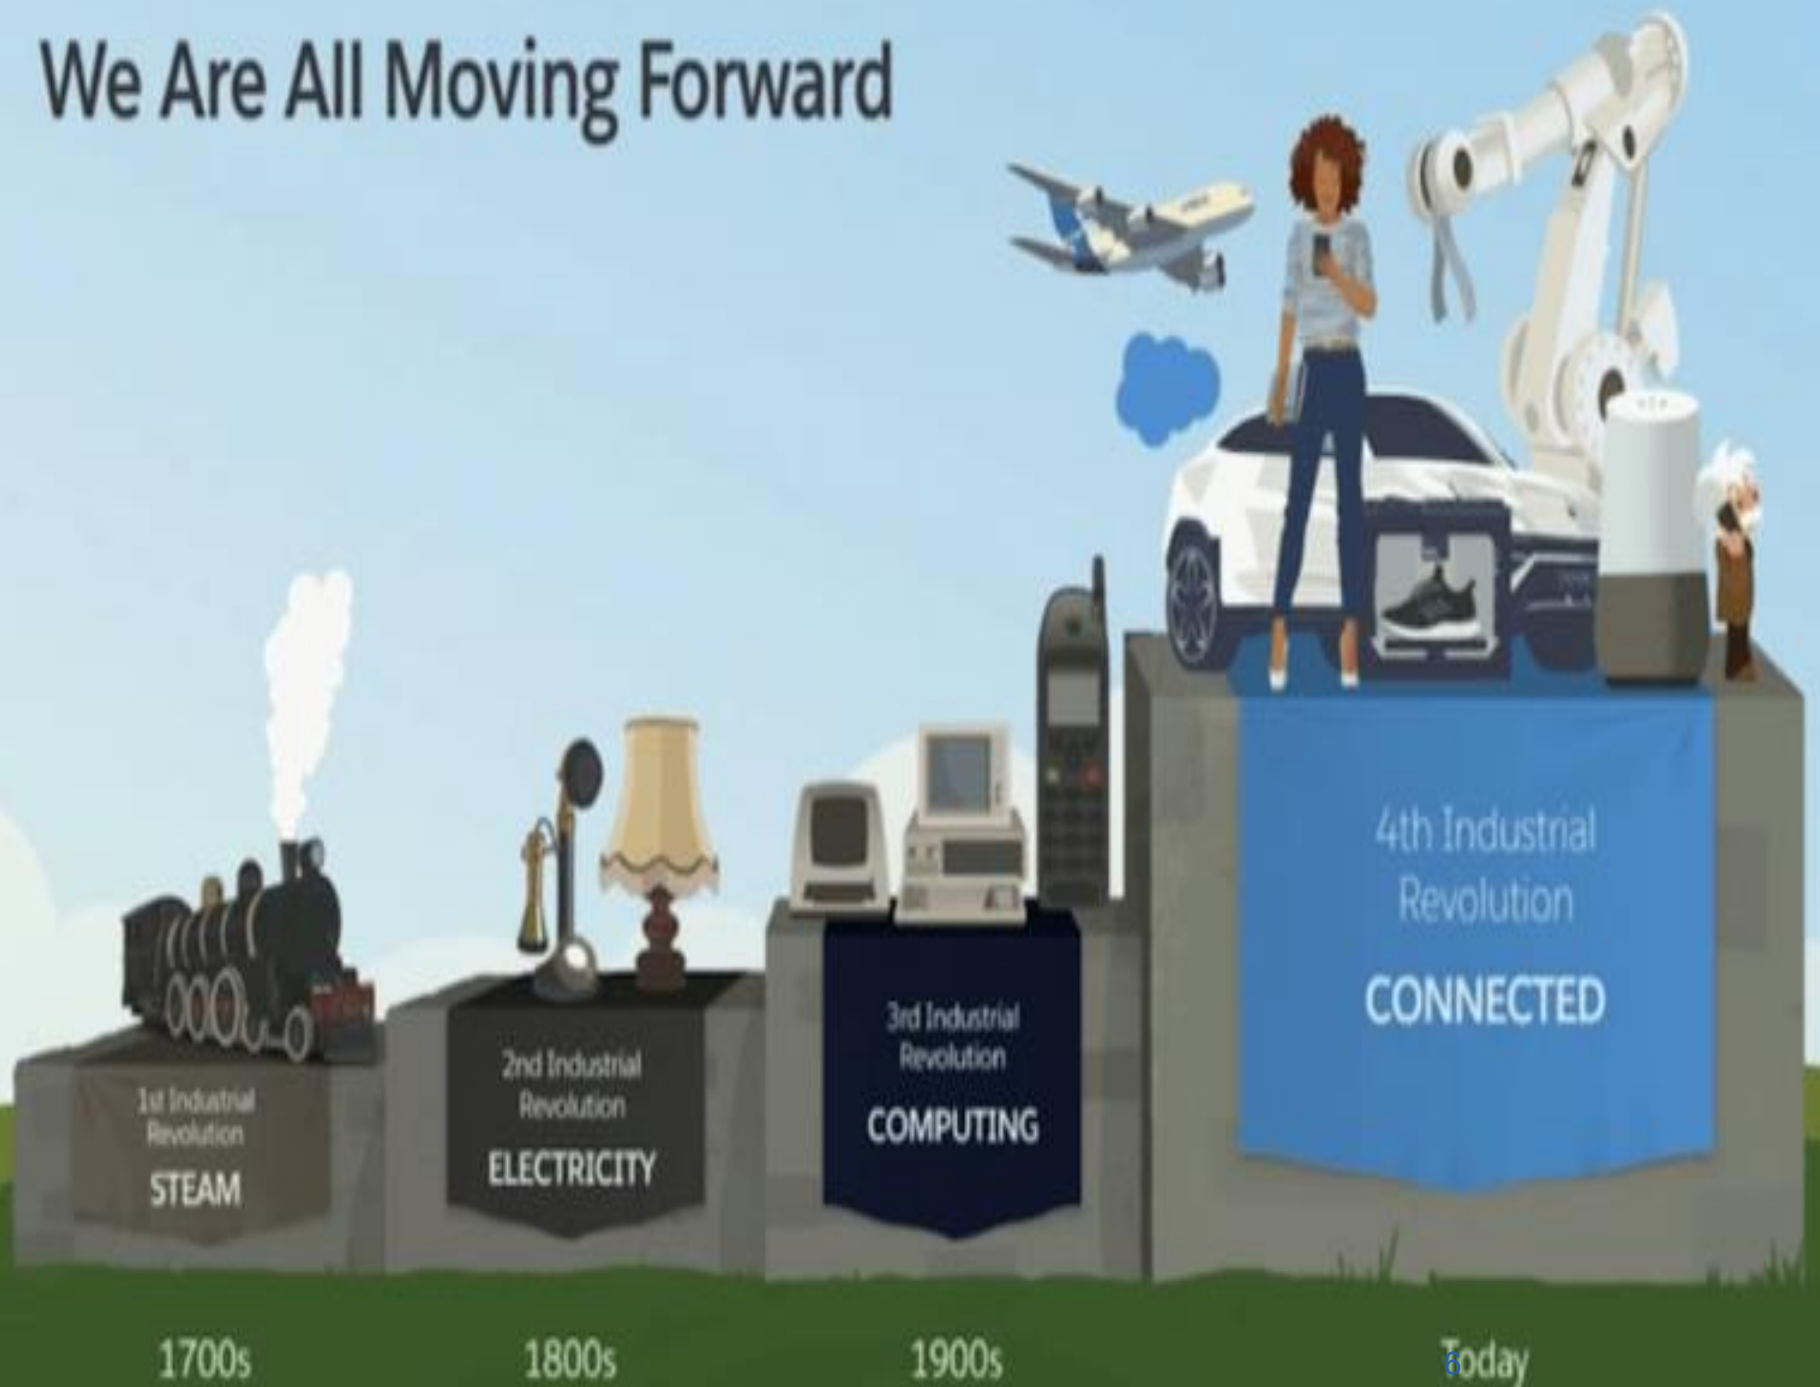 We Are All Moving Forward
1st Industrial
Revolution
STEAM
2nd Industrial
Revolution
ELECTRICITY
3rd Industrial
Revolution
COMPUTING
4th Industrial
Revolution
CONNECTED
1700s
1800s
1900s
Today
6